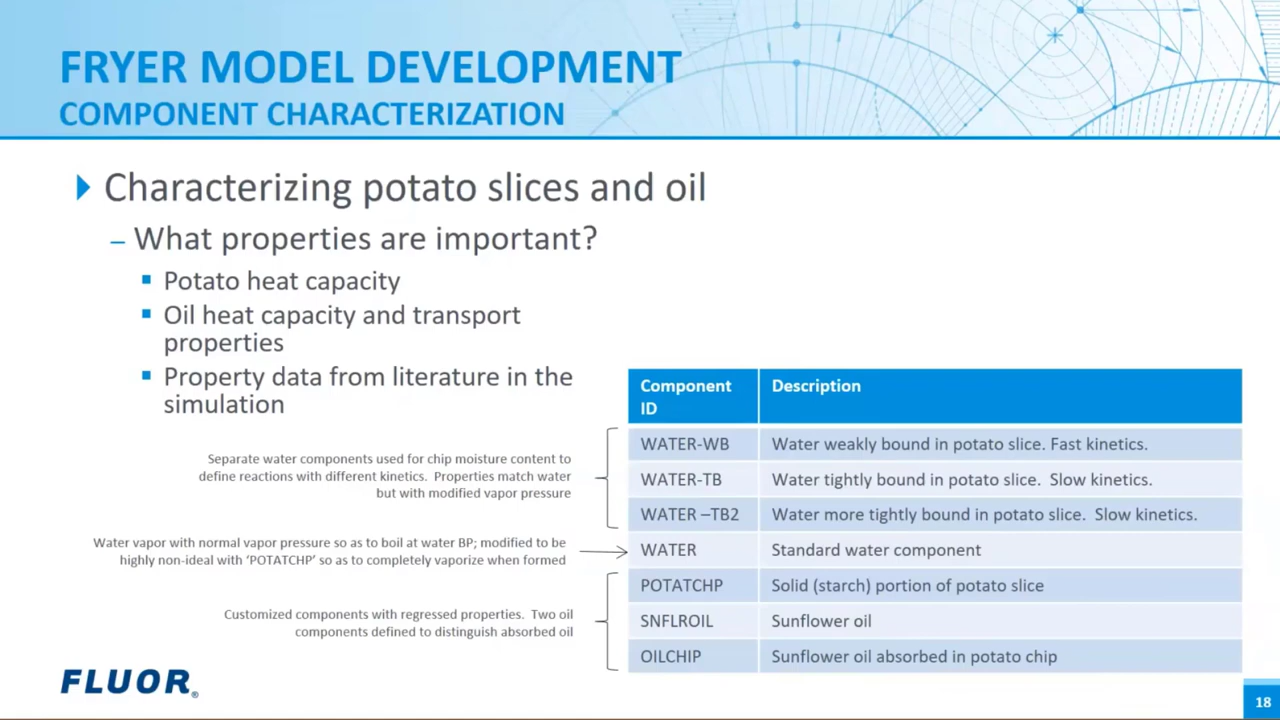 FRYER MODEL DEVELOPMENT
COMPONENT CHARACTERIZATION
Characterizing potato slices and oil
– What properties are important?
Potato heat capacity
Oil heat capacity and transport
properties
Property data from literature in the
simulation
Separate water components used for chip moisture content to
define reactions with different kinetics. Properties match water
but with modified vapor pressure
Water vapor with normal vapor pressure so as to boil at water BP; modified to be
highly non-ideal with ‘POTATCHP’ so as to completely vaporize when formed
Customized components with regressed properties. Two oil
components defined to distinguish absorbed oil
Component
ID
Description
WATER-WB Water weakly bound in potato slice. Fast kinetics.
WATER-TB Water tightly bound in potato slice. Slow kinetics.
WATER –TB2 Water more tightly bound in potato slice. Slow kinetics.
WATER Standard water component
POTATCHP Solid (starch) portion of potato slice
SNFLROIL Sunflower oil
OILCHIP Sunflower oil absorbed in potato chip
FLUOR®
18